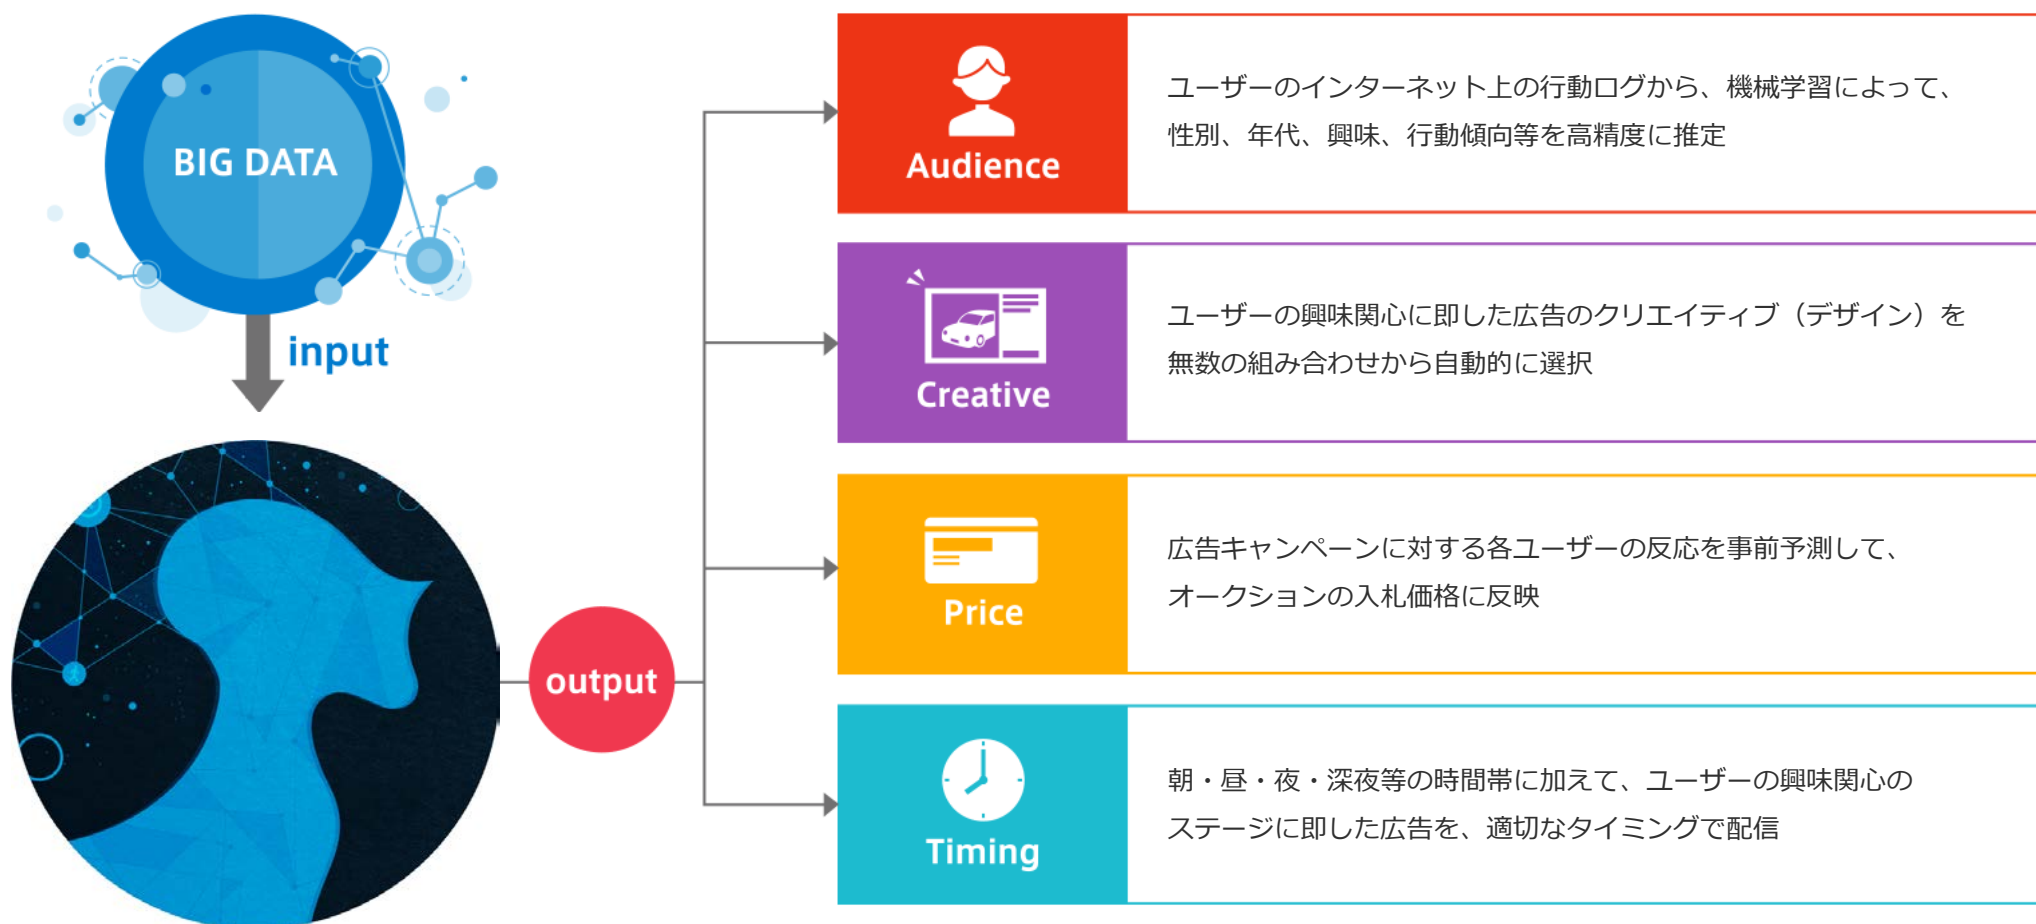 BIG DATA
input
output
Audience
ユーザーのインターネット上の行動ログから、機械学習によって、
性別、年代、興味、行動傾向等を高精度に推定
Creative
ユーザーの興味関心に即した広告のクリエイティブ（デザイン）を
無数の組み合わせから自動的に選択
Price
広告キャンペーンに対する各ユーザーの反応を事前予測して、
オークションの入札価格に反映
Timing
朝・昼・夜・深夜等の時間帯に加えて、ユーザーの興味関心の
ステージに即した広告を、適切なタイミングで配信